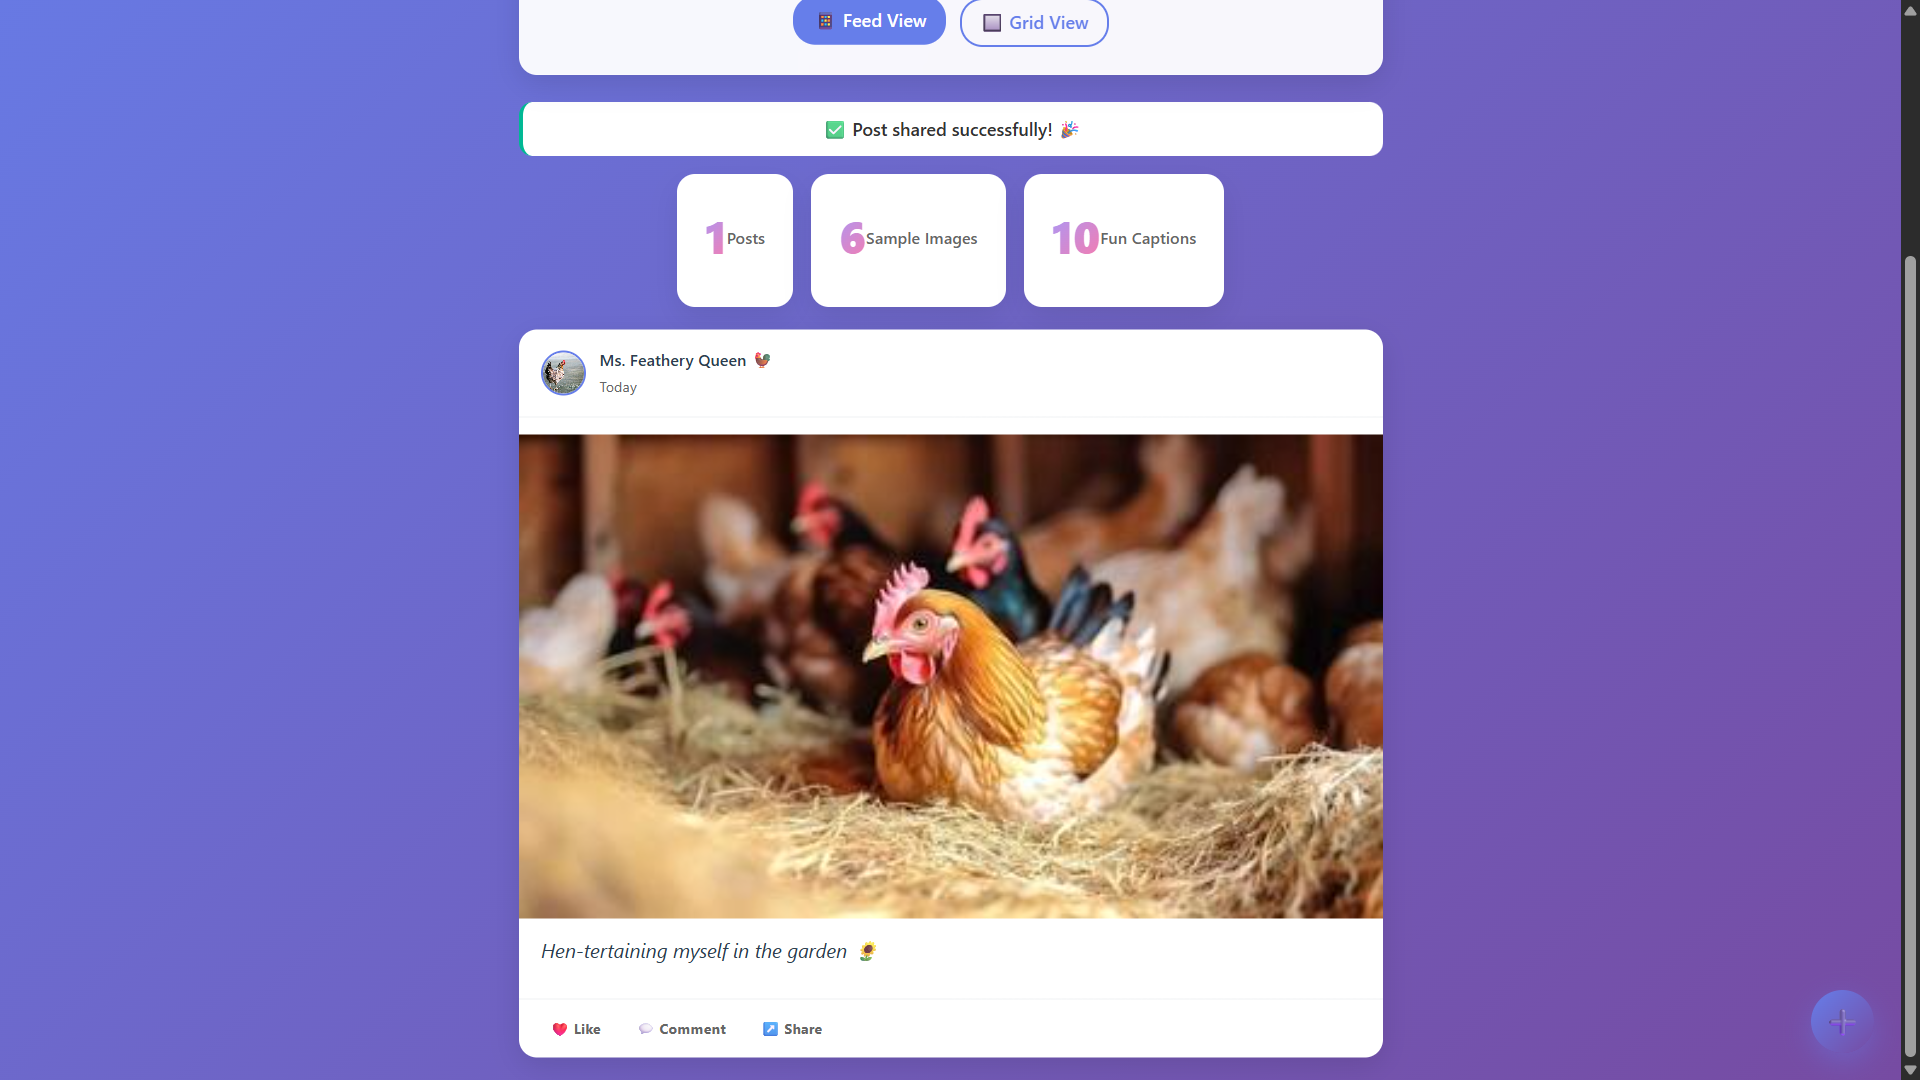 Feed View
Grid View
Post shared successfully!
1 Posts
6 Sample Images
10 Fun Captions
Ms. Feathery Queen
Today
Hen-tertaining myself in the garden
Like
Comment
Share